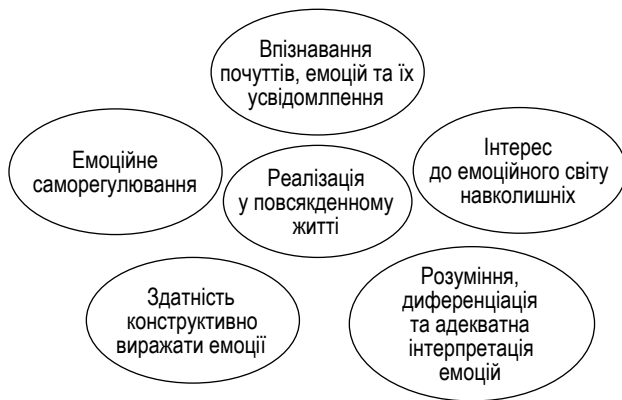 Впізнавання
почуттів, емоцій та їх
усвідомлпення
Емоційне
саморегулювання
Інтерес
до емоційного світу
навколишніх
Реалізація
у повсякденному
житті
Здатність
конструктивно
виражати емоції
Розуміння,
диференціація
та адекватна
інтерпретація
емоцій